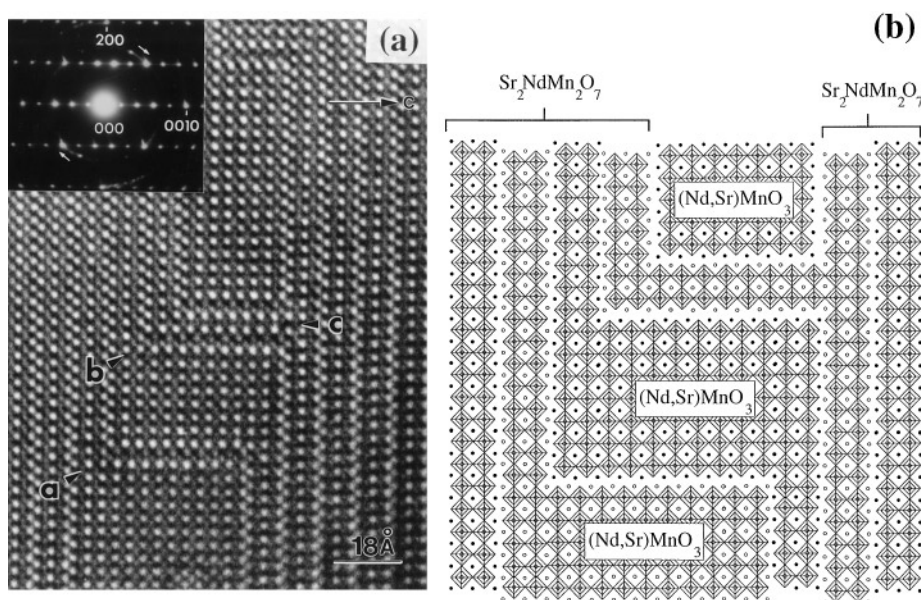 (a)
200
000
0010
c
c
b
a
18Å
(b)
Sr₂NdMn₂O₇
Sr₂NdMn₂O₇
(Nd,Sr)MnO₃
(Nd,Sr)MnO₃
(Nd,Sr)MnO₃